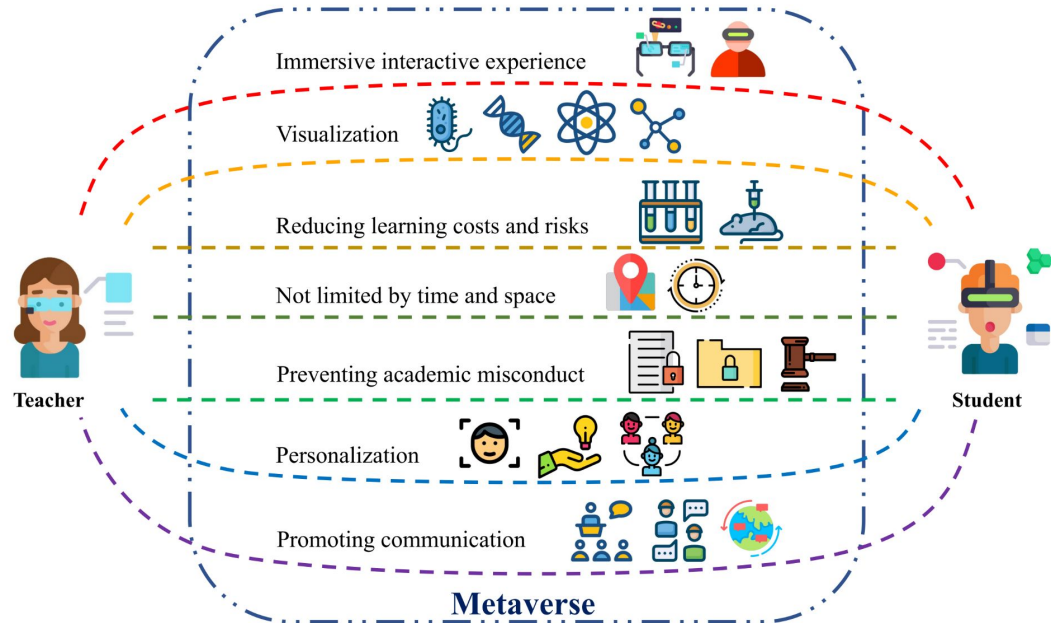 Immersive interactive experience
Visualization
Reducing learning costs and risks
Not limited by time and space
Preventing academic misconduct
Teacher
Student
Personalization
Promoting communication
Metaverse